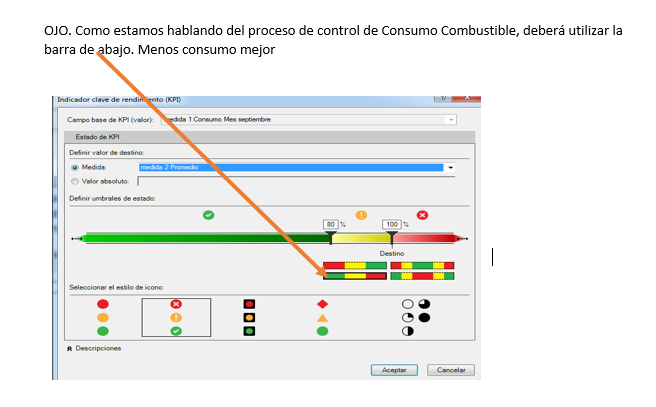 OJO. Como estamos hablando del proceso de control de Consumo Combustible, deberá utilizar la
barra de abajo. Menos consumo mejor
Indicador clave de rendimiento (KPI)
Campo base de KPI (valor): medida 1 Consumo Mes septiembre
Estado de KPI
Definir valor de destino:
Medida: medida 2 Promedio
Valor absoluto:
Definir umbrales de estado:
80 % 100 %
Destino
Seleccionar el estilo de icono:
Descripciones
Aceptar Cancelar